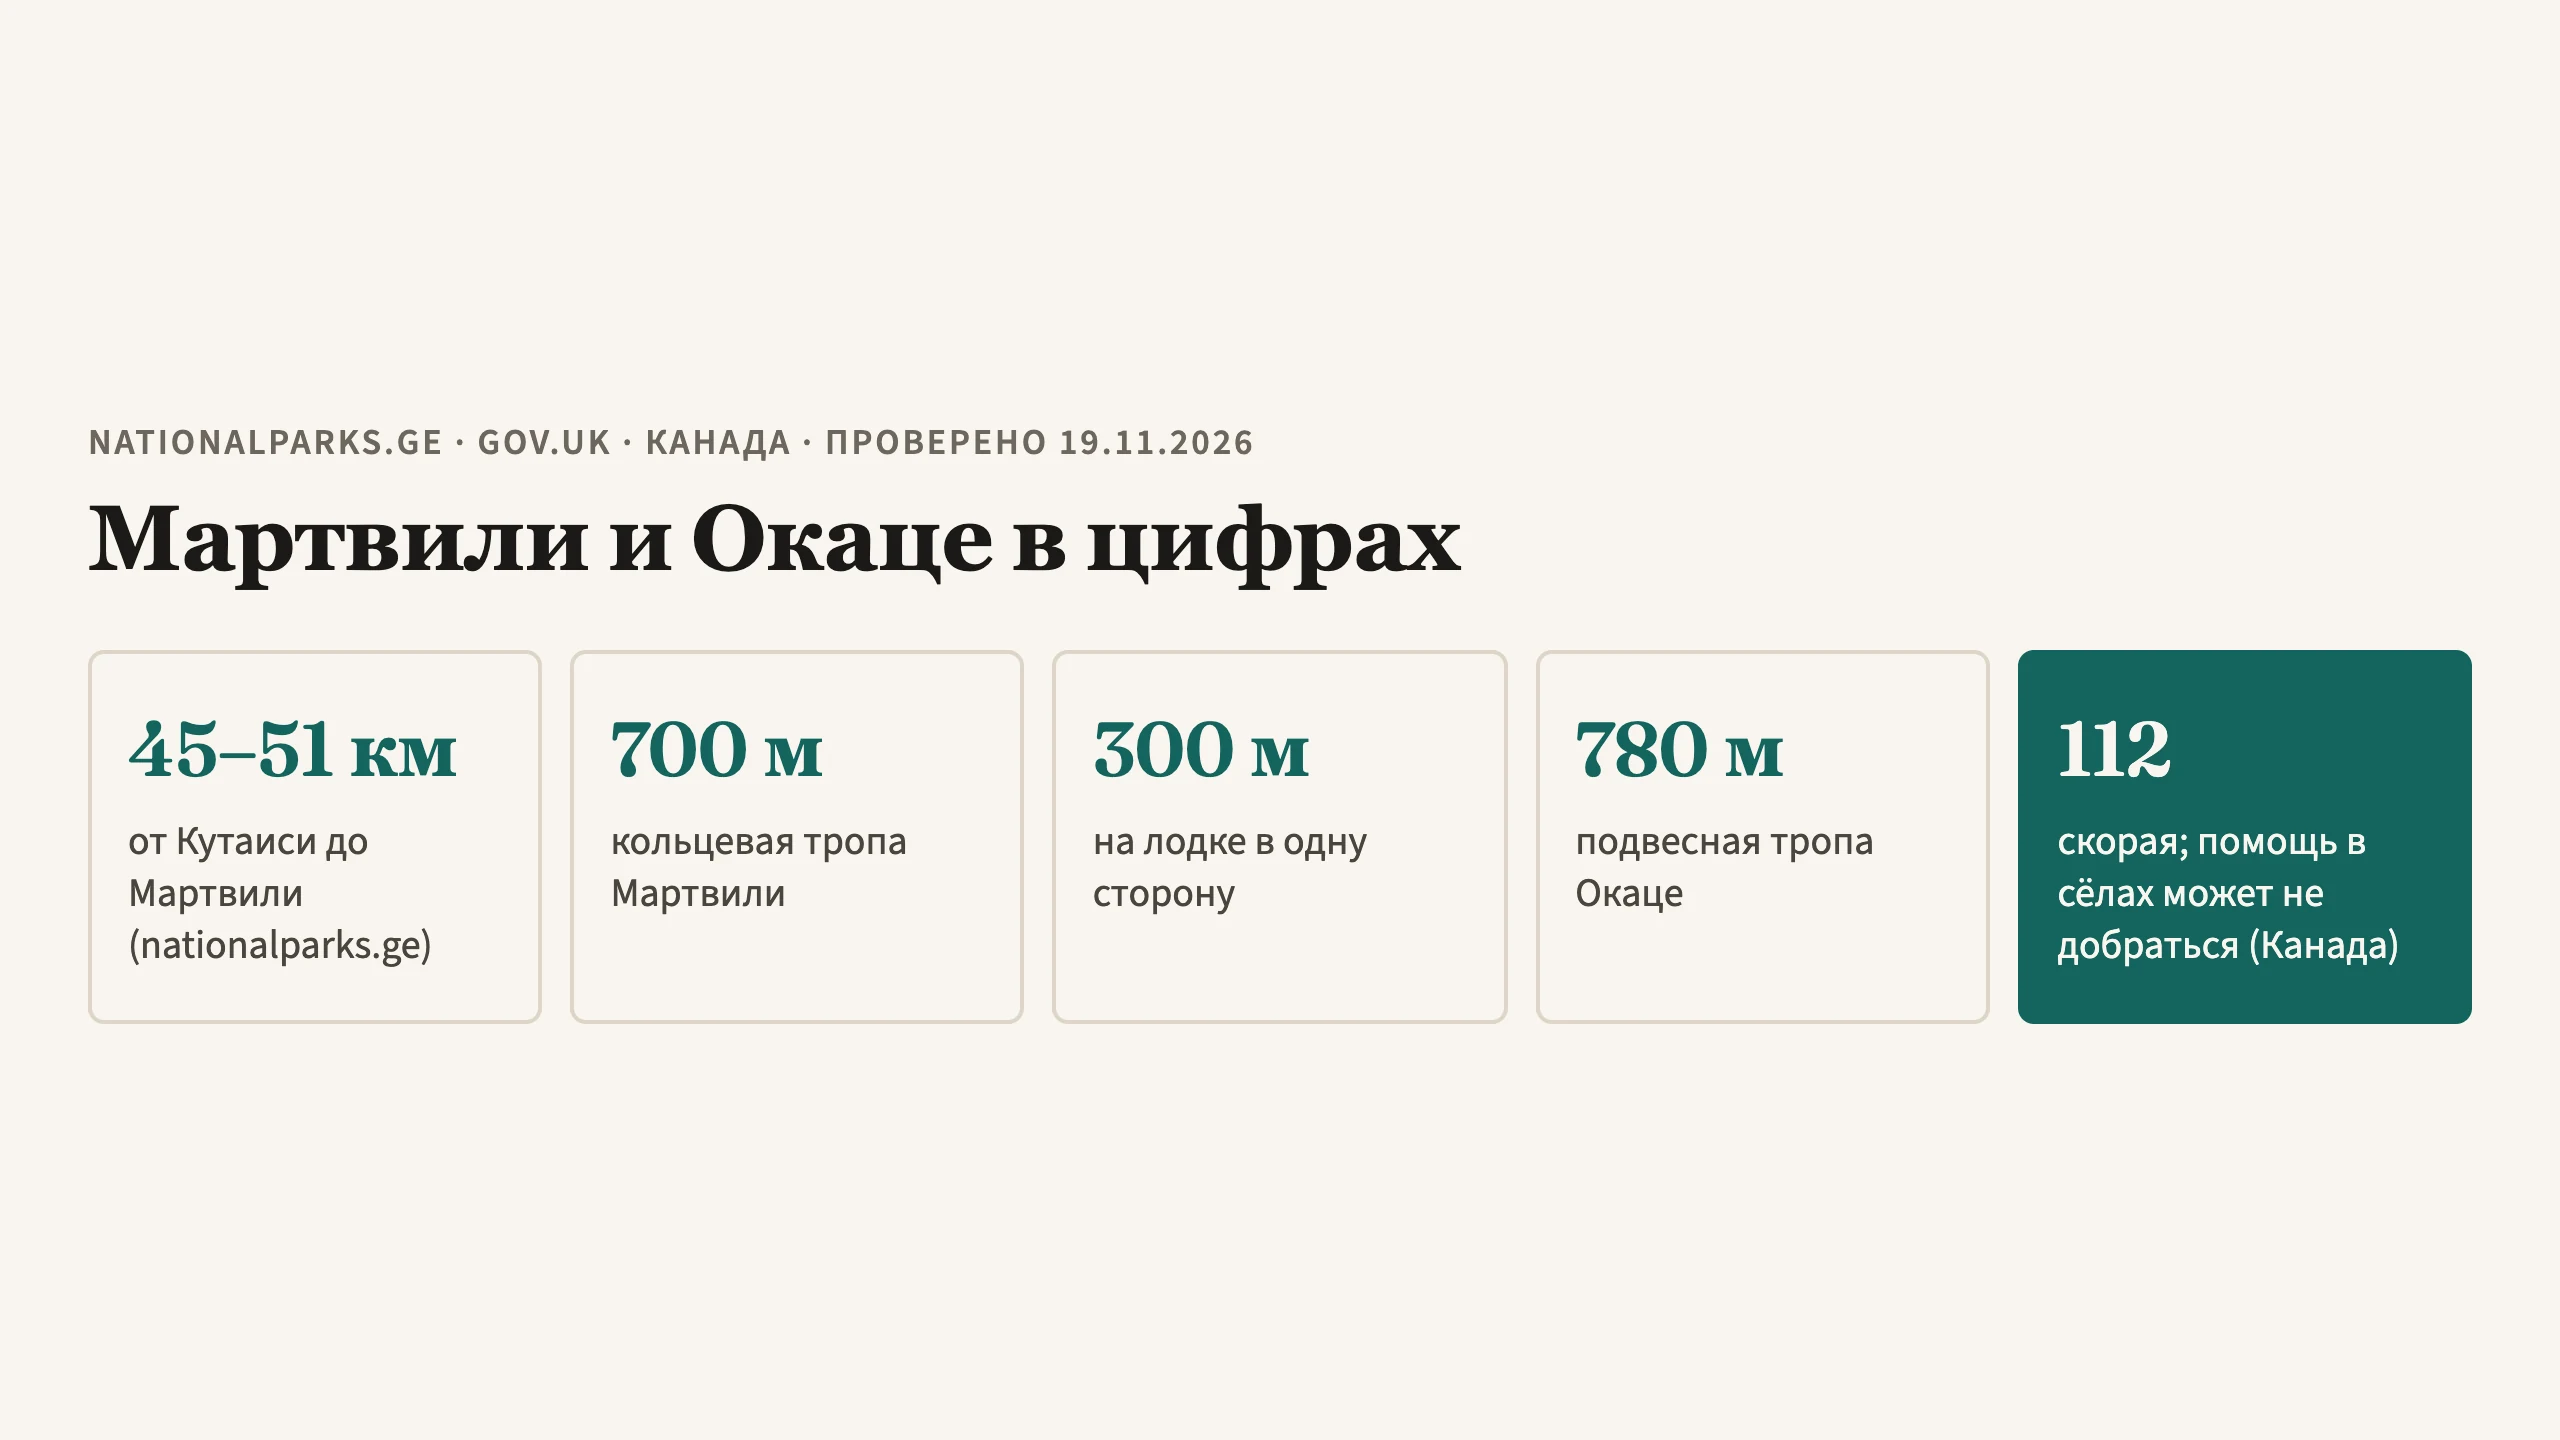 NATIONALPARKS.GE · GOV.UK · КАНАДА · ПРОВЕРЕНО 19.11.2026
Мартвили и Окаце в цифрах
45–51 км
от Кутаиси до
Мартвили
(nationalparks.ge)
700 м
кольцевая тропа
Мартвили
300 м
на лодке в одну
сторону
780 м
подвесная тропа
Окаце
112
скорая; помощь в
сёлах может не
добраться (Канада)